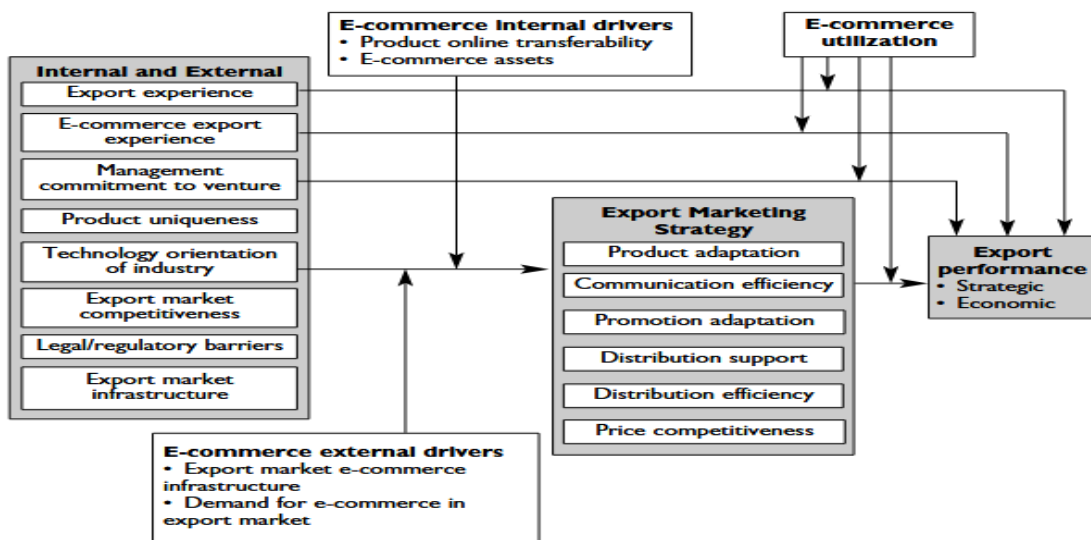 E-commerce internal drivers
• Product online transferability
• E-commerce assets
E-commerce
utilization
Internal and External
Export experience
E-commerce export
experience
Management
commitment to venture
Product uniqueness
Technology orientation
of industry
Export market
competitiveness
Legal/regulatory barriers
Export market
infrastructure
Export Marketing
Strategy
Product adaptation
Communication efficiency
Promotion adaptation
Distribution support
Distribution efficiency
Price competitiveness
Export
performance
• Strategic
• Economic
E-commerce external drivers
• Export market e-commerce
infrastructure
• Demand for e-commerce in
export market